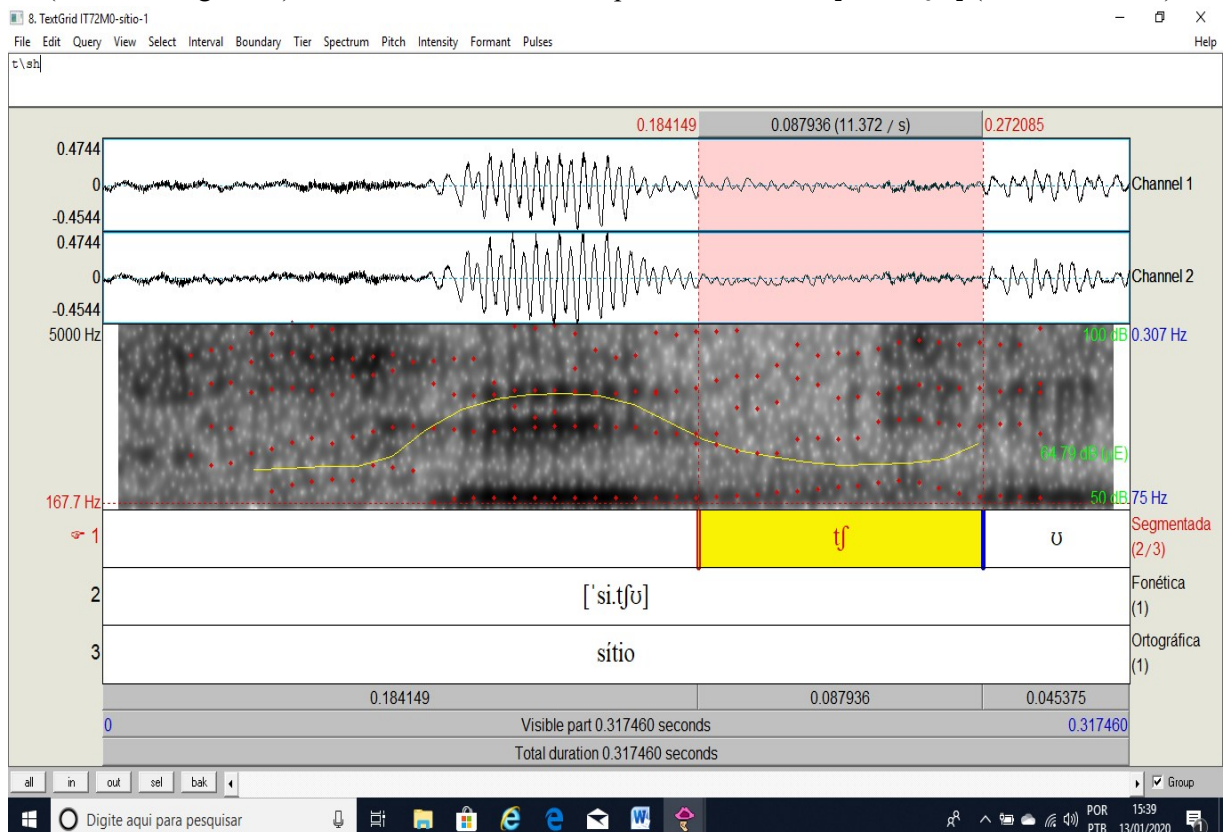 8. TextGrid IT72M0-sítio-1
File Edit Query View Select Interval Boundary Tier Spectrum Pitch Intensity Formant Pulses Help
t\sh
0.184149 0.087936 (11.372 / s) 0.272085
0.4744
0
-0.4544
Channel 1
0.4744
0
-0.4544
Channel 2
5000 Hz 100 dB 0.307 Hz
167.7 Hz 50 dB 75 Hz
1 tʃ ʊ Segmentada
(2/3)
2 [ˈsi.tʃʊ] Fonética
(1)
3 sítio Ortográfica
(1)
0.184149 0.087936 0.045375
0 Visible part 0.317460 seconds 0.317460
Total duration 0.317460 seconds
all in out sel bak Group
Digite aqui para pesquisar POR 15:39
PTB 13/01/2020